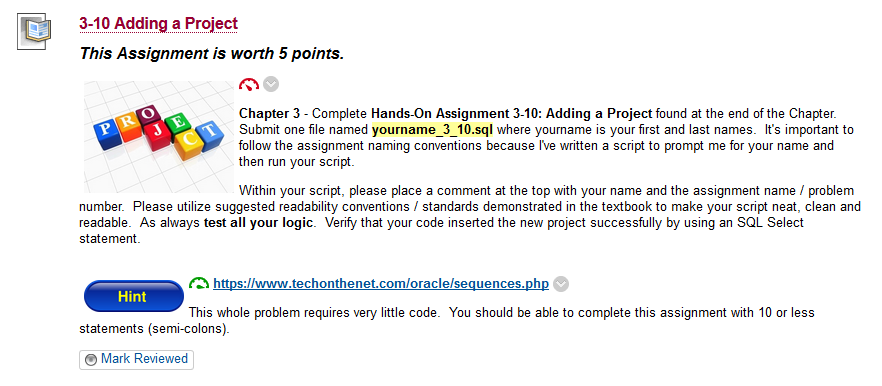 3-10 Adding a Project
This Assignment is worth 5 points.
PROJECT
Chapter 3 - Complete Hands-On Assignment 3-10: Adding a Project found at the end of the Chapter.
Submit one file named yourname_3_10.sql where yourname is your first and last names.  It's important to
follow the assignment naming conventions because I've written a script to prompt me for your name and
then run your script.
Within your script, please place a comment at the top with your name and the assignment name / problem
number.  Please utilize suggested readability conventions / standards demonstrated in the textbook to make your script neat, clean and
readable.  As always test all your logic.  Verify that your code inserted the new project successfully by using an SQL Select
statement.
Hint
https://www.techonthenet.com/oracle/sequences.php
This whole problem requires very little code.  You should be able to complete this assignment with 10 or less
statements (semi-colons).
Mark Reviewed